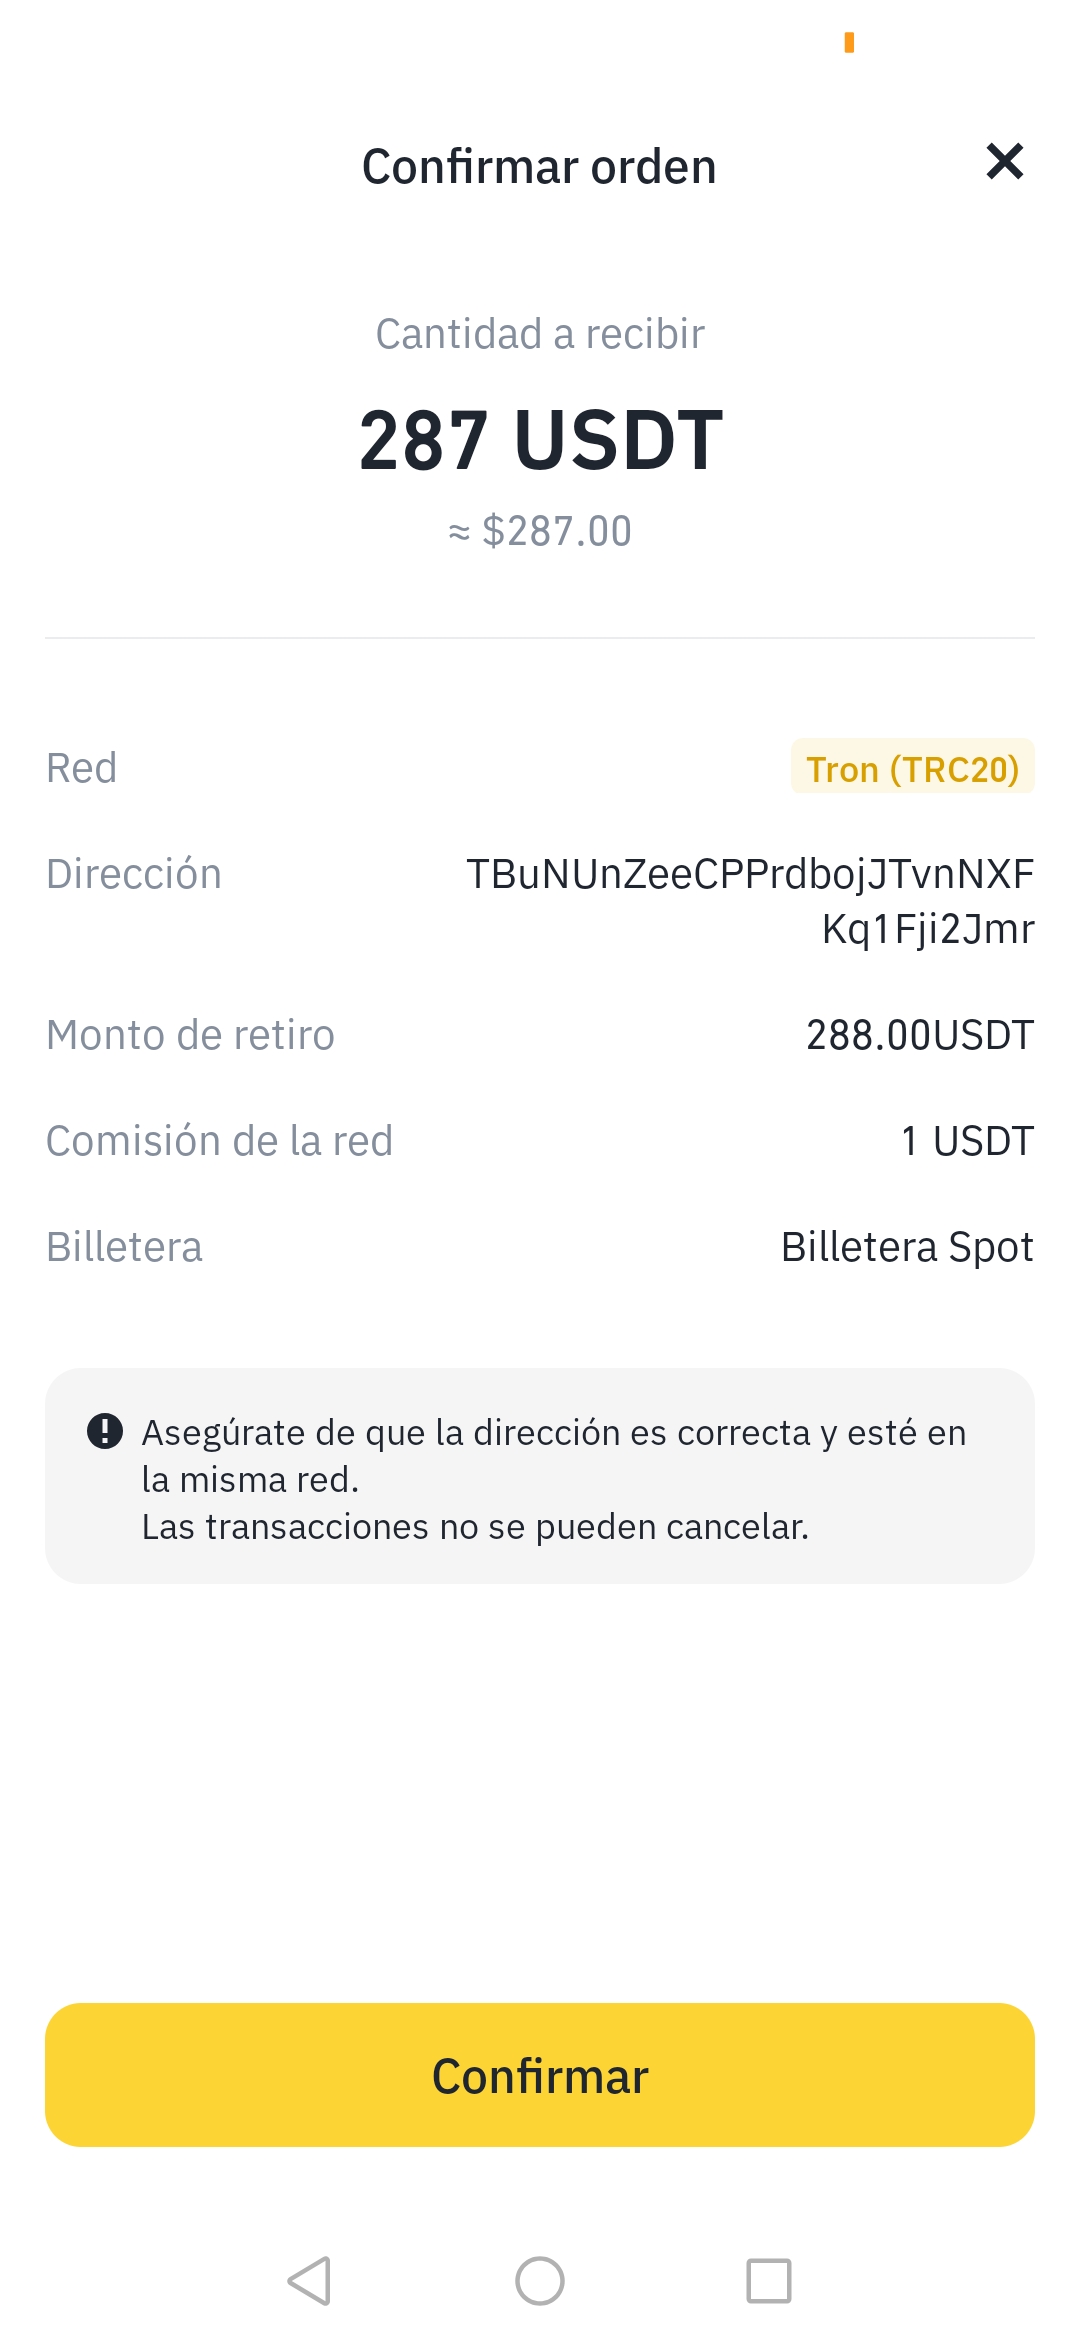 Confirmar orden
Cantidad a recibir
287 USDT
≈ $287.00
Red
Tron (TRC20)
Dirección
TBuNUnZeeCPPrdbojJTvnNXF
Kq1Fji2Jmr
Monto de retiro
288.00USDT
Comisión de la red
1 USDT
Billetera
Billetera Spot
Asegúrate de que la dirección es correcta y esté en
la misma red.
Las transacciones no se pueden cancelar.
Confirmar